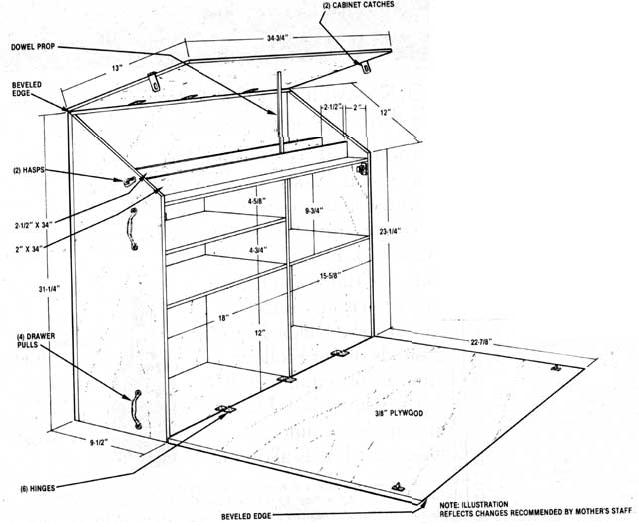 (2) CABINET CATCHES
34-3/4"
DOWEL PROP
13"
BEVELED
EDGE
2-1/2"
2"
12"
(2) HASPS
4-5/8"
9-3/4"
2-1/2" X 34"
2" X 34"
23-1/4"
4-3/4"
15-5/8"
31-1/4"
18"
12"
(4) DRAWER
PULLS
22-7/8"
3/8" PLYWOOD
9-1/2"
(6) HINGES
BEVELED EDGE
NOTE: ILLUSTRATION
REFLECTS CHANGES RECOMMENDED BY MOTHER'S STAFF